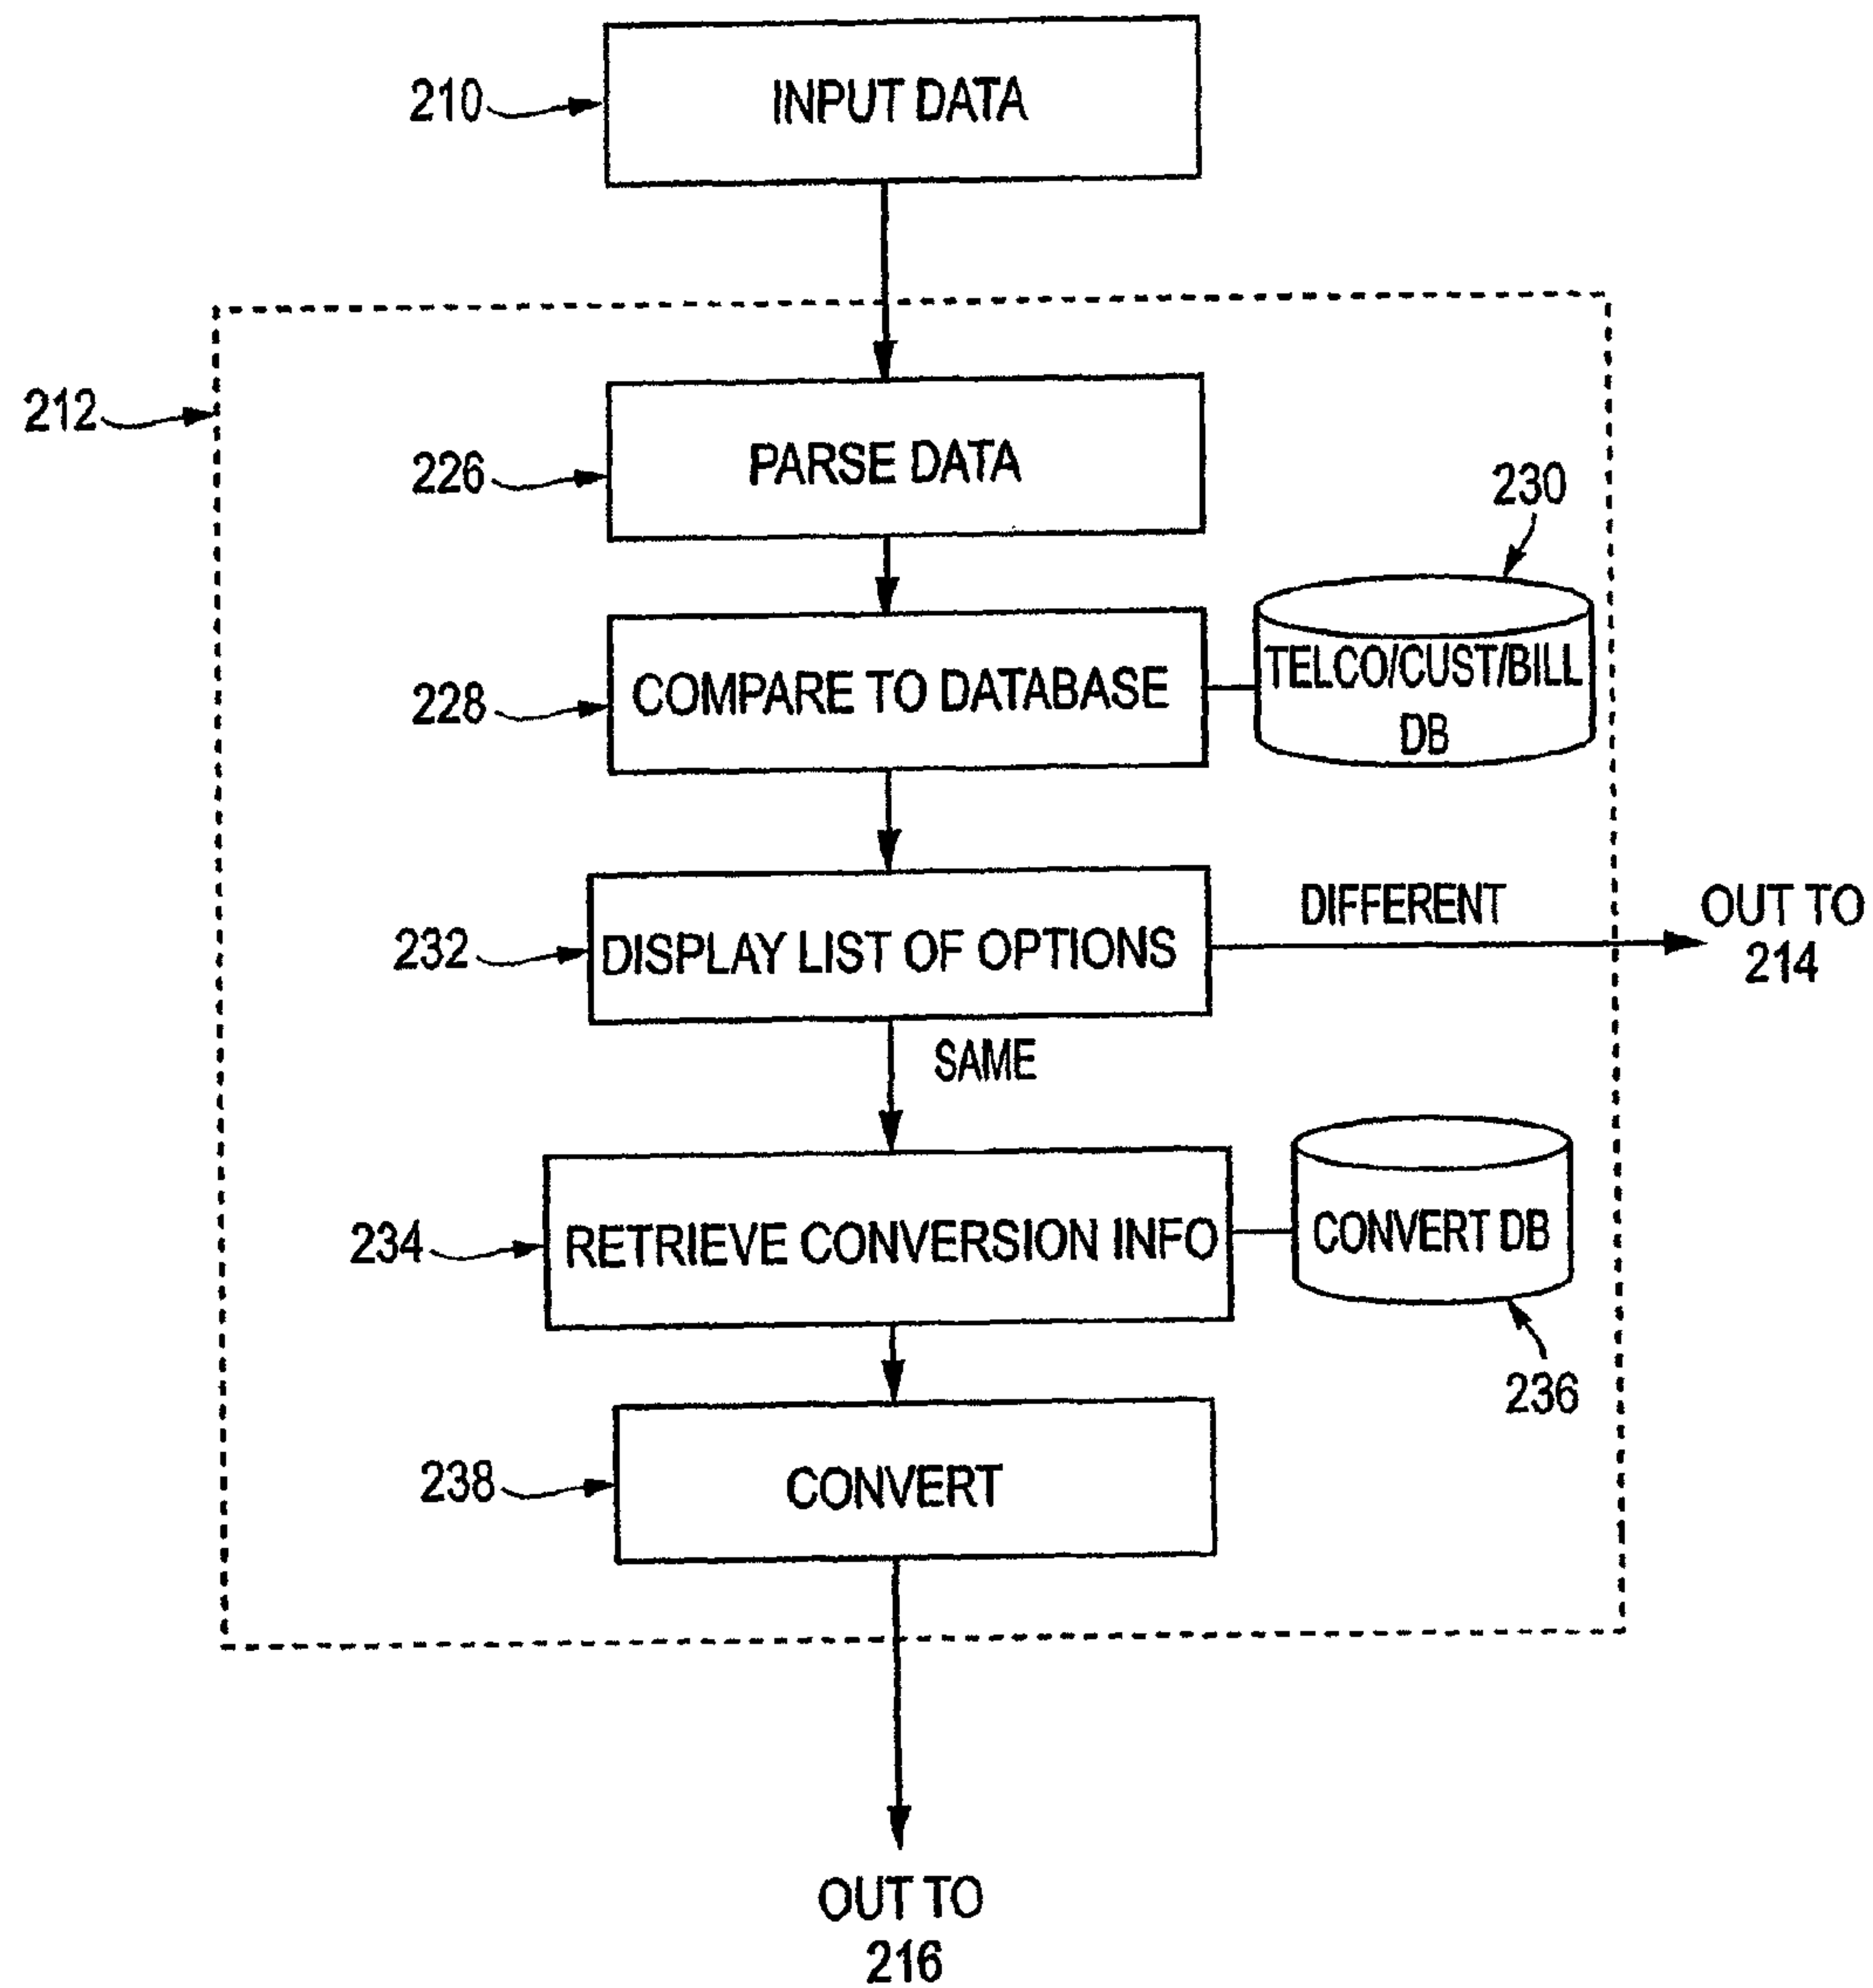 210
INPUT DATA
212
226
PARSE DATA
230
228
COMPARE TO DATABASE
TELCO/CUST/BILL
DB
232
DISPLAY LIST OF OPTIONS
DIFFERENT
OUT TO
214
SAME
234
RETRIEVE CONVERSION INFO
CONVERT DB
236
238
CONVERT
OUT TO
216